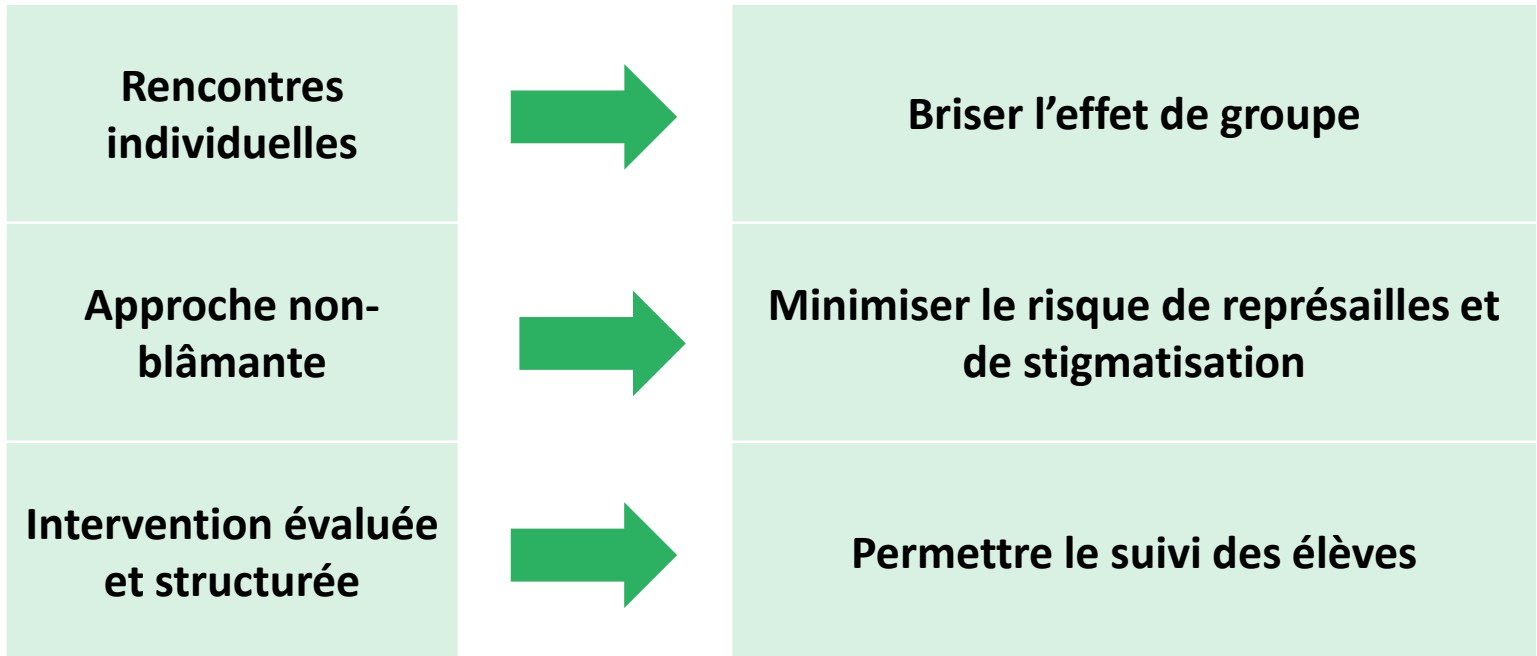 Rencontres
individuelles
Briser l’effet de groupe
Approche non-
blâmante
Minimiser le risque de représailles et
de stigmatisation
Intervention évaluée
et structurée
Permettre le suivi des élèves